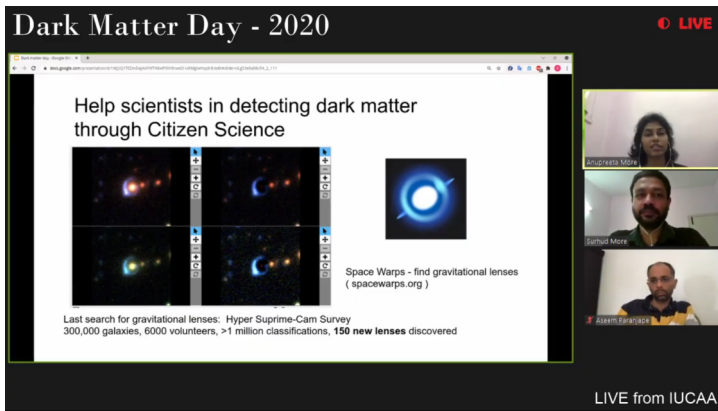 Dark Matter Day - 2020
LIVE
Help scientists in detecting dark matter
through Citizen Science
Space Warps - find gravitational lenses
( spacewarps.org )
Last search for gravitational lenses: Hyper Suprime-Cam Survey
300,000 galaxies, 6000 volunteers, >1 million classifications, 150 new lenses discovered
Anupreeta More
Surhud More
Aseem Paranjape
LIVE from IUCAA